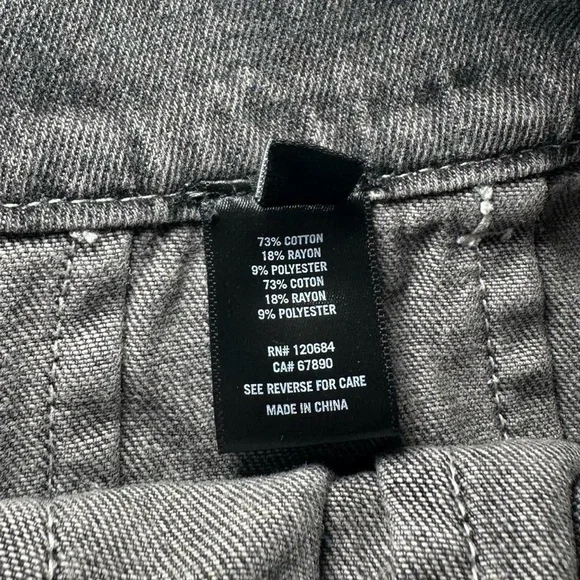 73% COTTON
18% RAYON
9% POLYESTER
73% COTON
18% RAYON
9% POLYESTER
RN# 120684
CA# 67890
SEE REVERSE FOR CARE
MADE IN CHINA